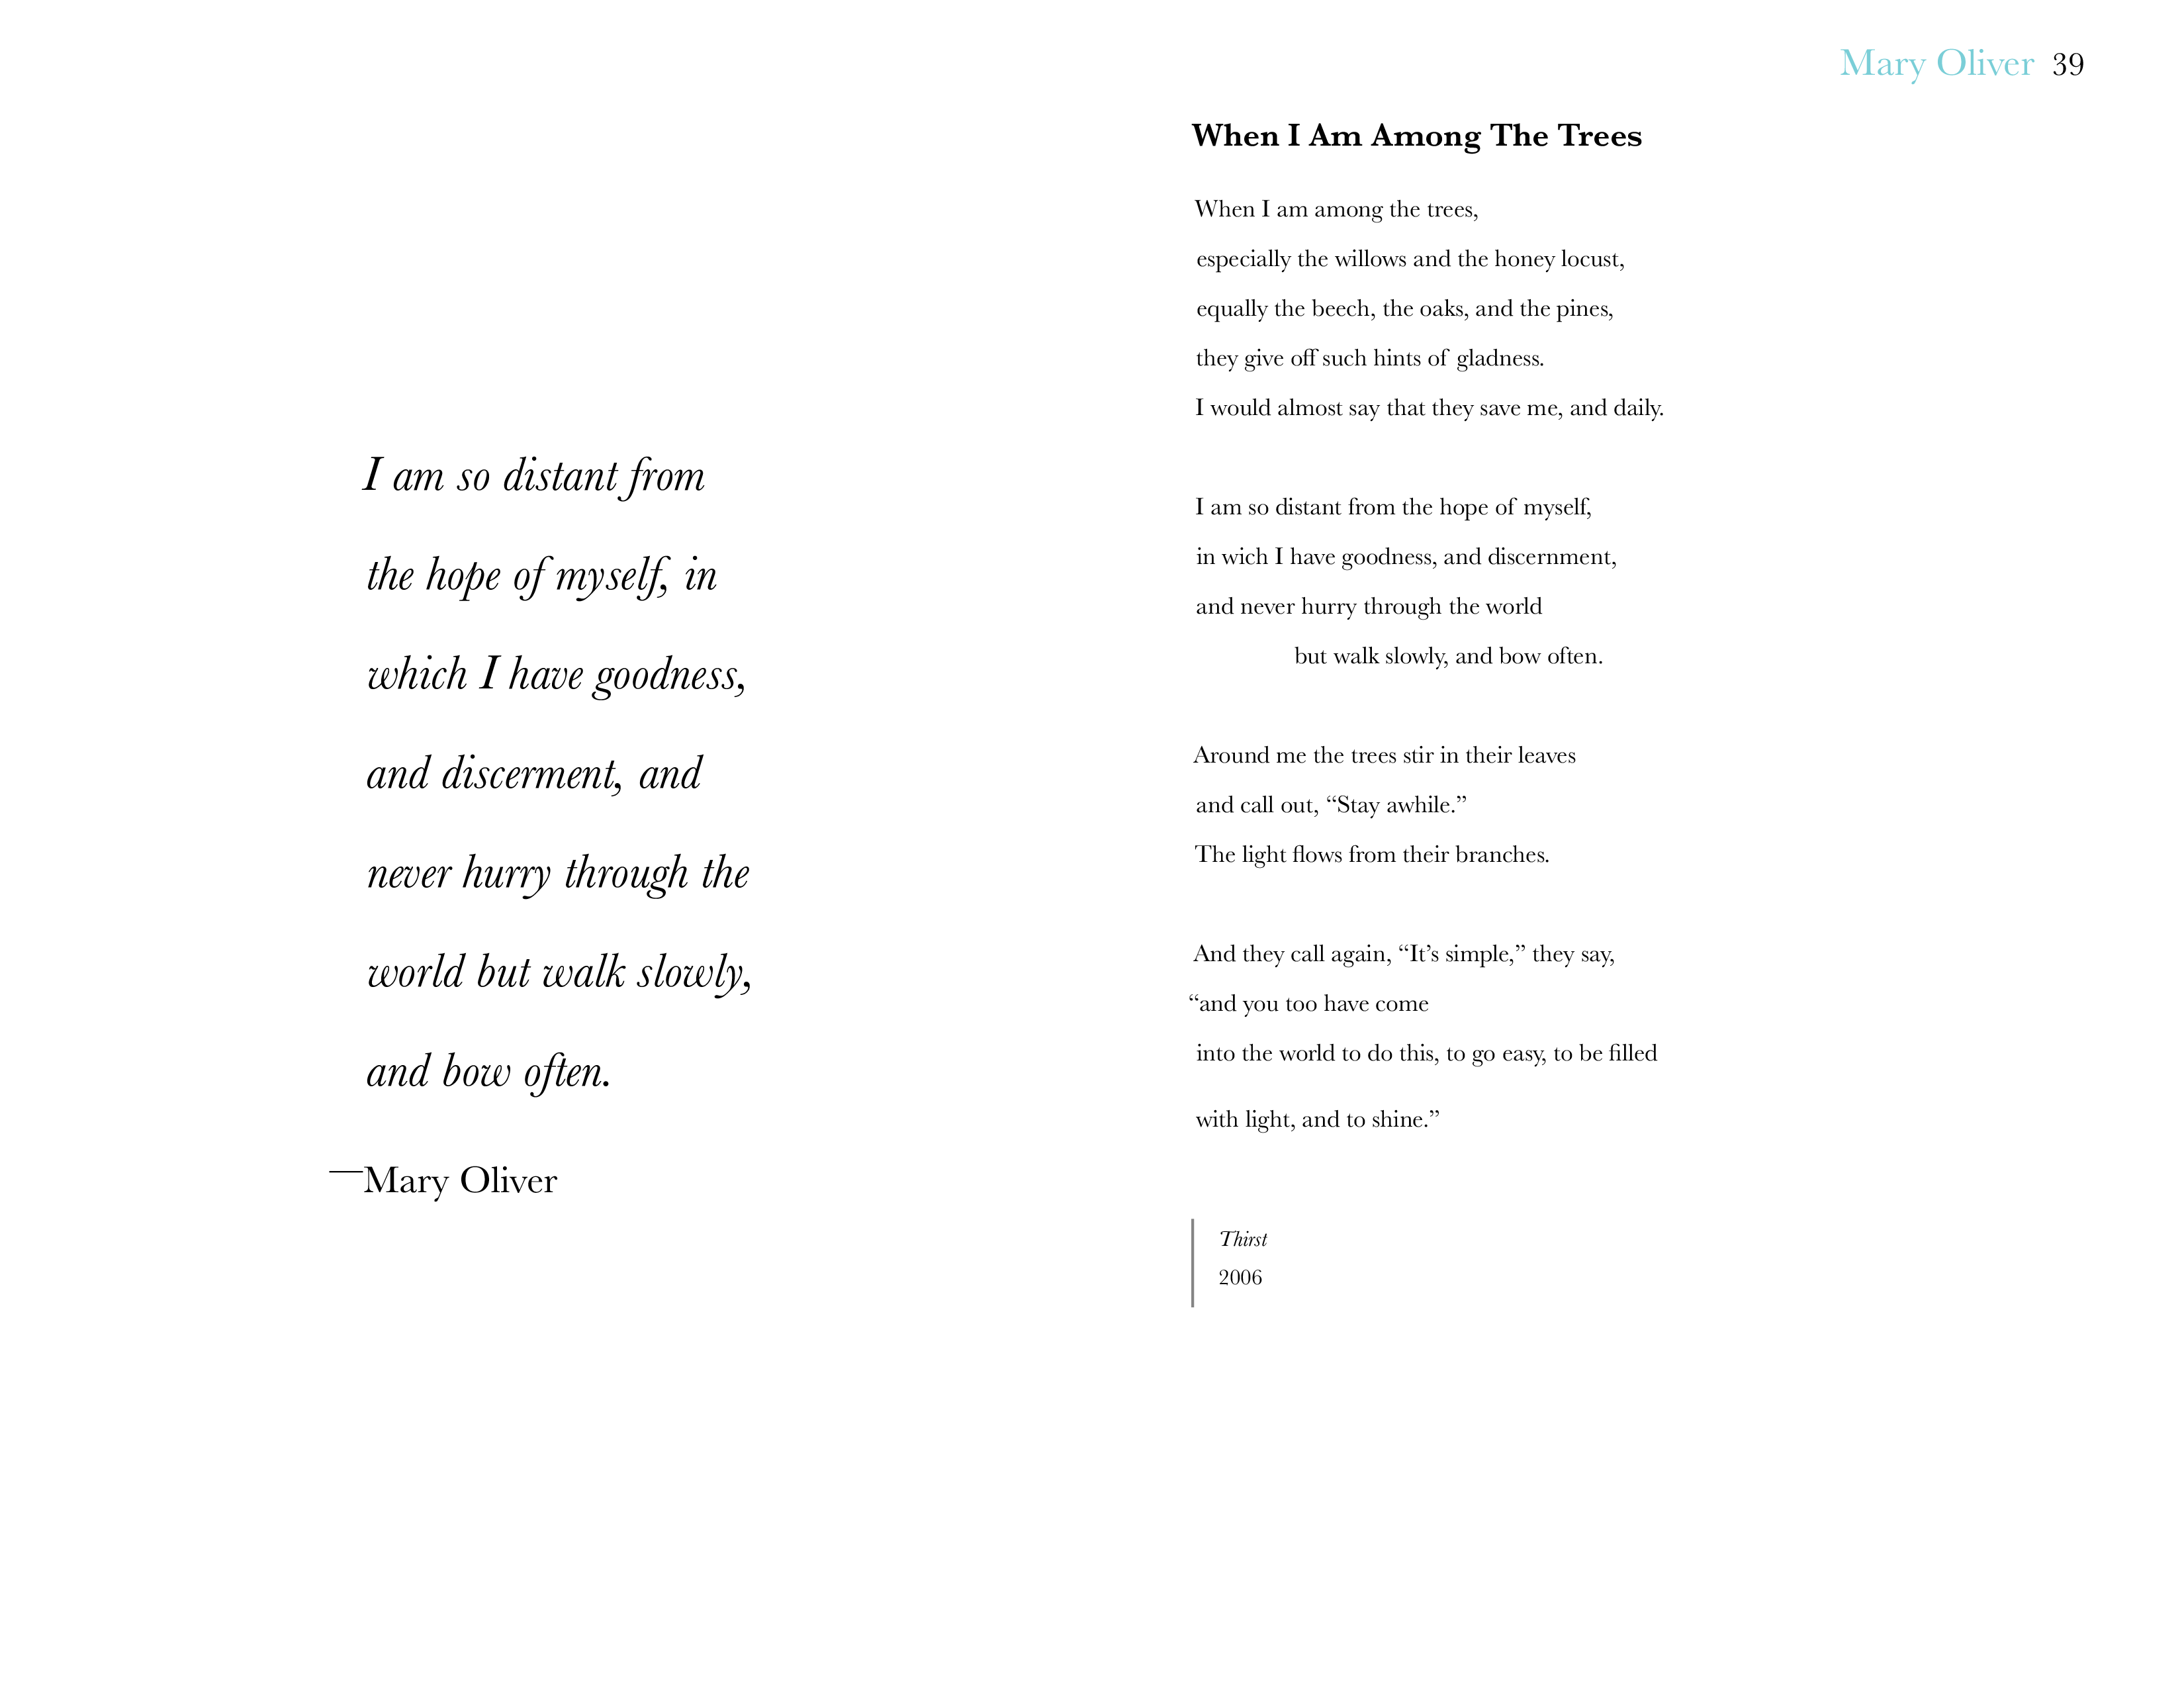 I am so distant from
the hope of myself, in
which I have goodness,
and discerment, and
never hurry through the
world but walk slowly,
and bow often.
—Mary Oliver
Mary Oliver 39
When I Am Among The Trees
When I am among the trees,
especially the willows and the honey locust,
equally the beech, the oaks, and the pines,
they give off such hints of gladness.
I would almost say that they save me, and daily.
I am so distant from the hope of myself,
in wich I have goodness, and discernment,
and never hurry through the world
but walk slowly, and bow often.
Around me the trees stir in their leaves
and call out, “Stay awhile.”
The light flows from their branches.
And they call again, “It’s simple,” they say,
“and you too have come
into the world to do this, to go easy, to be filled
with light, and to shine.”
Thirst
2006